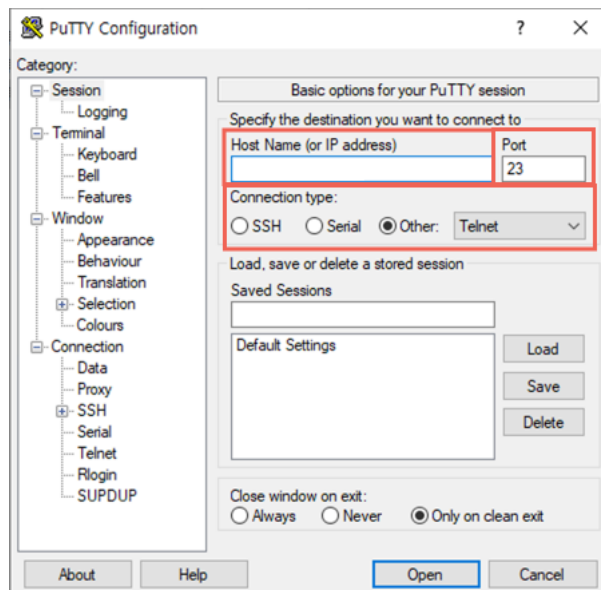 PuTTY Configuration
?
Category:
Session
Logging
Terminal
Keyboard
Bell
Features
Window
Appearance
Behaviour
Translation
Selection
Colours
Connection
Data
Proxy
SSH
Serial
Telnet
Rlogin
SUPDUP
Basic options for your PuTTY session
Specify the destination you want to connect to
Host Name (or IP address) Port
23
Connection type:
SSH Serial Other: Telnet
Load, save or delete a stored session
Saved Sessions
Default Settings
Load
Save
Delete
Close window on exit:
Always Never Only on clean exit
About Help Open Cancel